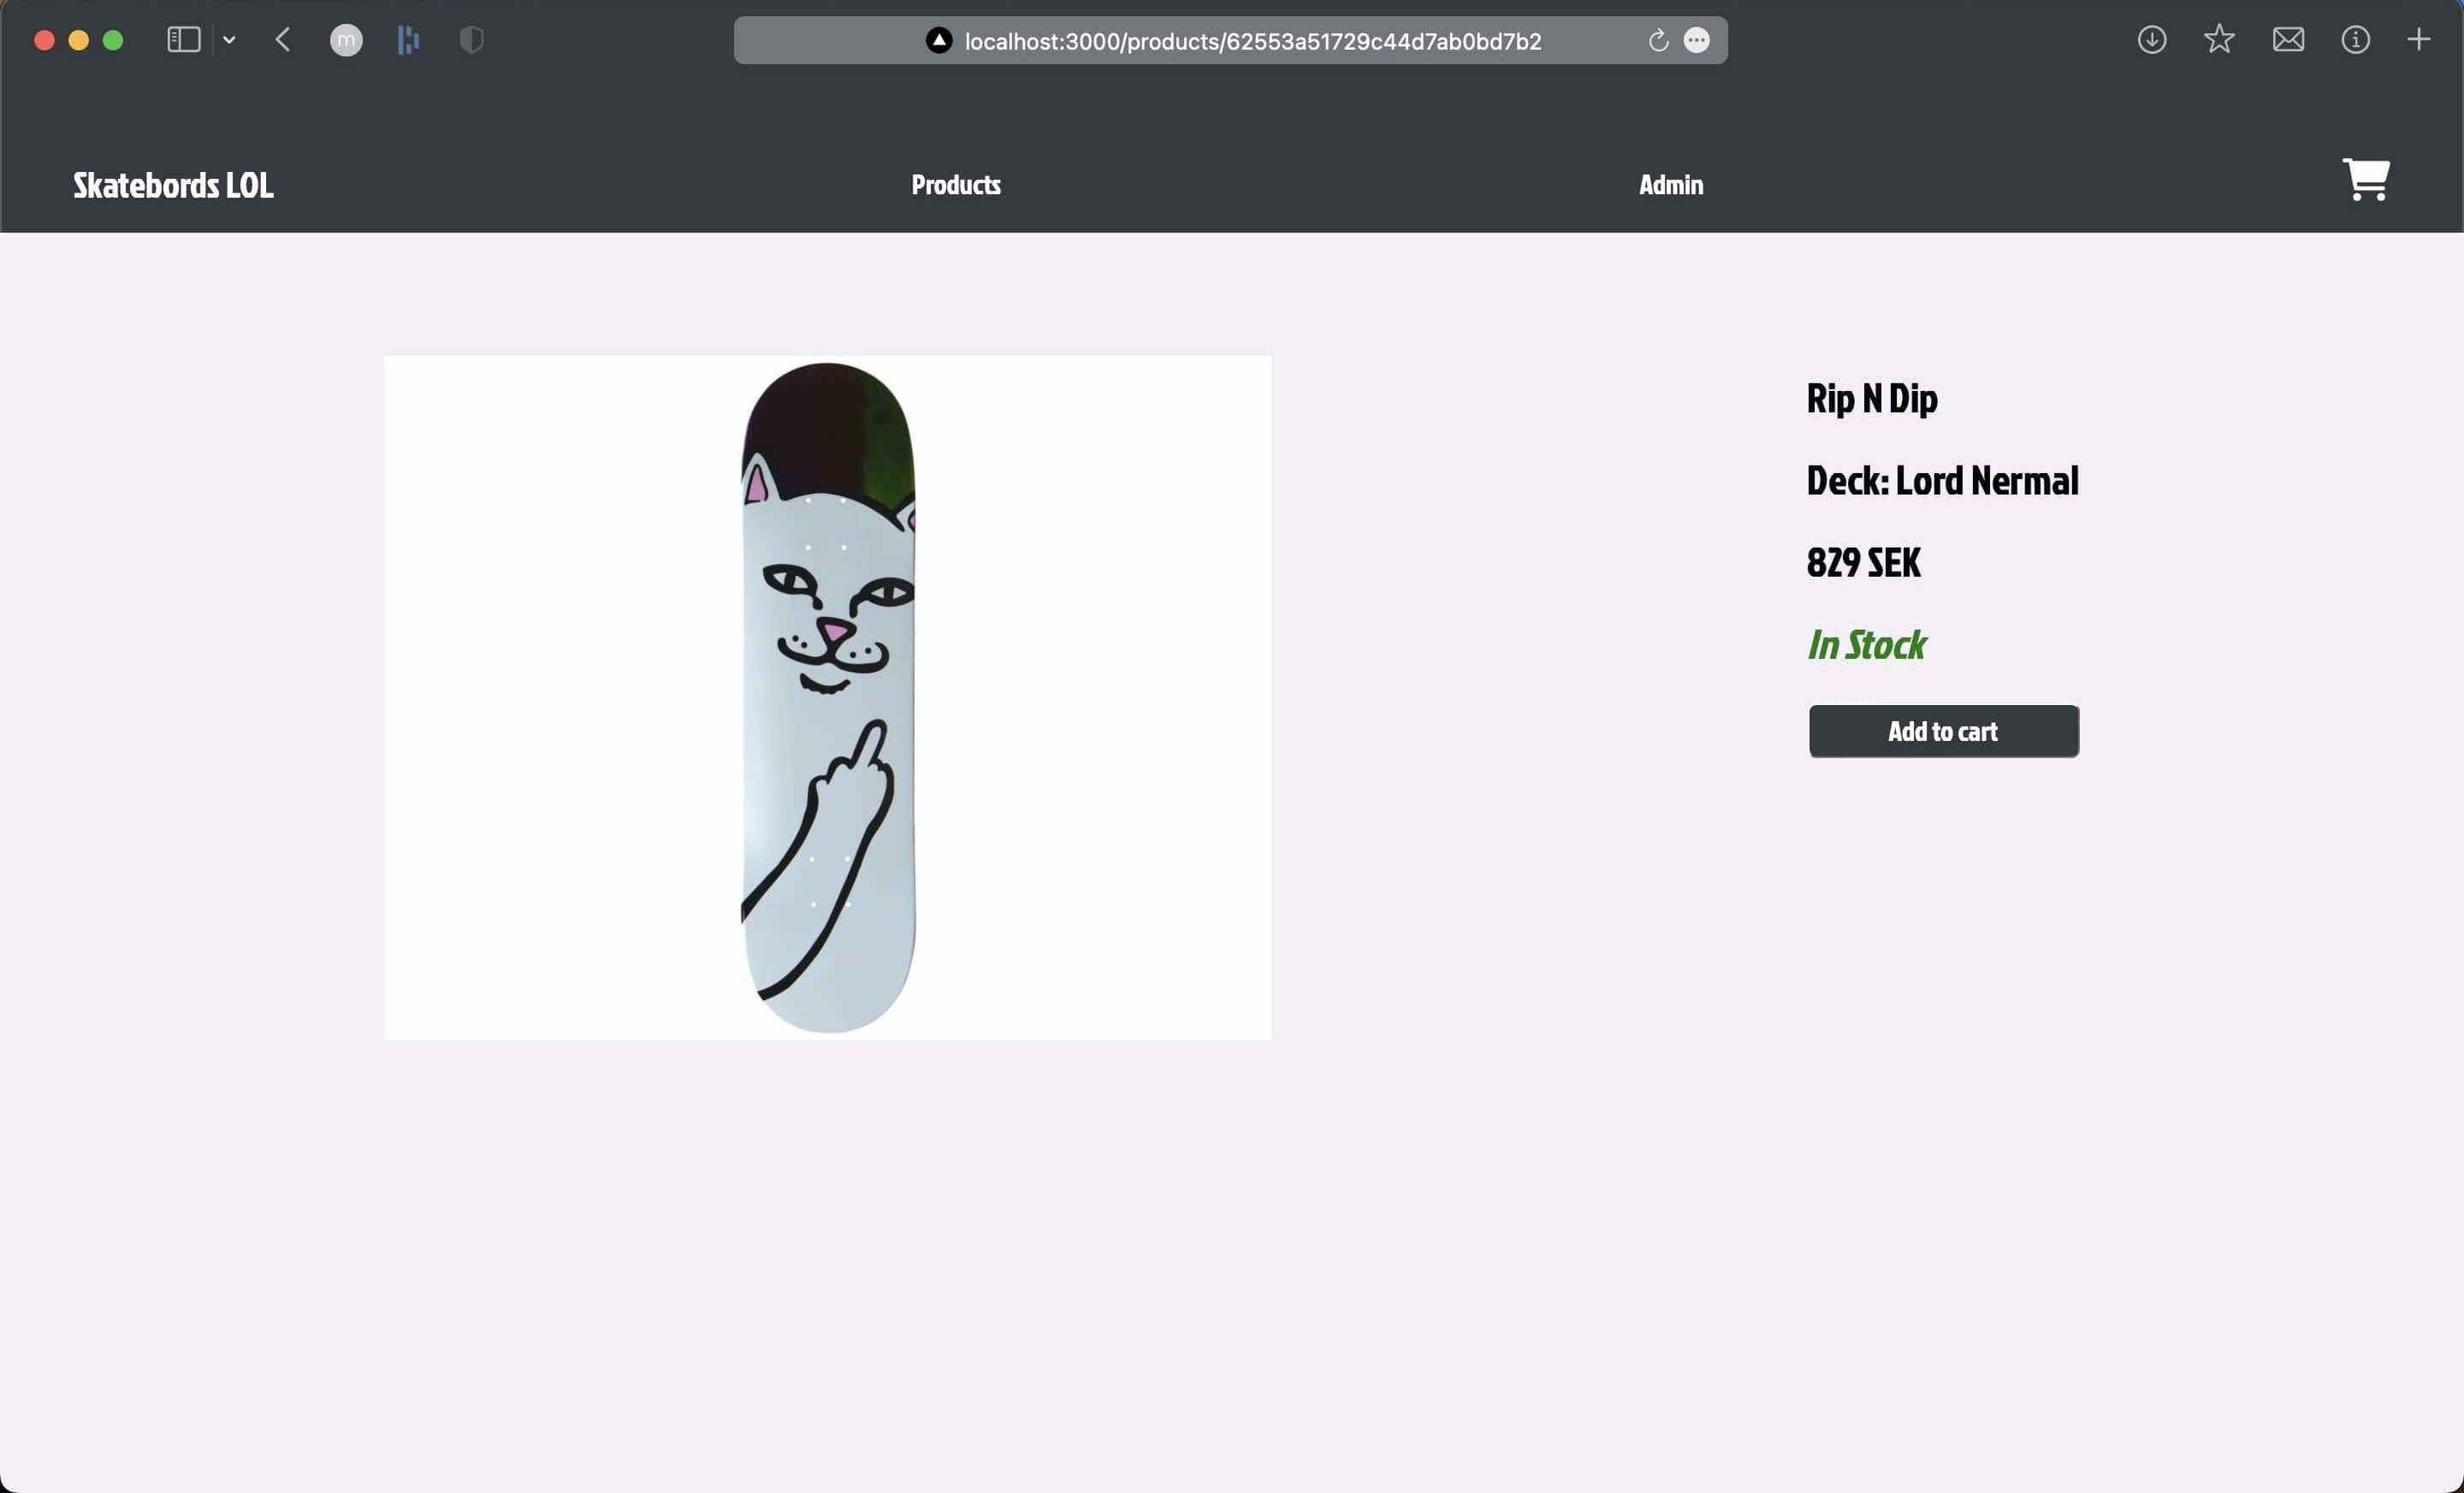 m
localhost:3000/products/62553a51729c44d7ab0bd7b2
Skatebords LOL
Products
Admin
Rip N Dip
Deck: Lord Nermal
829 SEK
In Stock
Add to cart